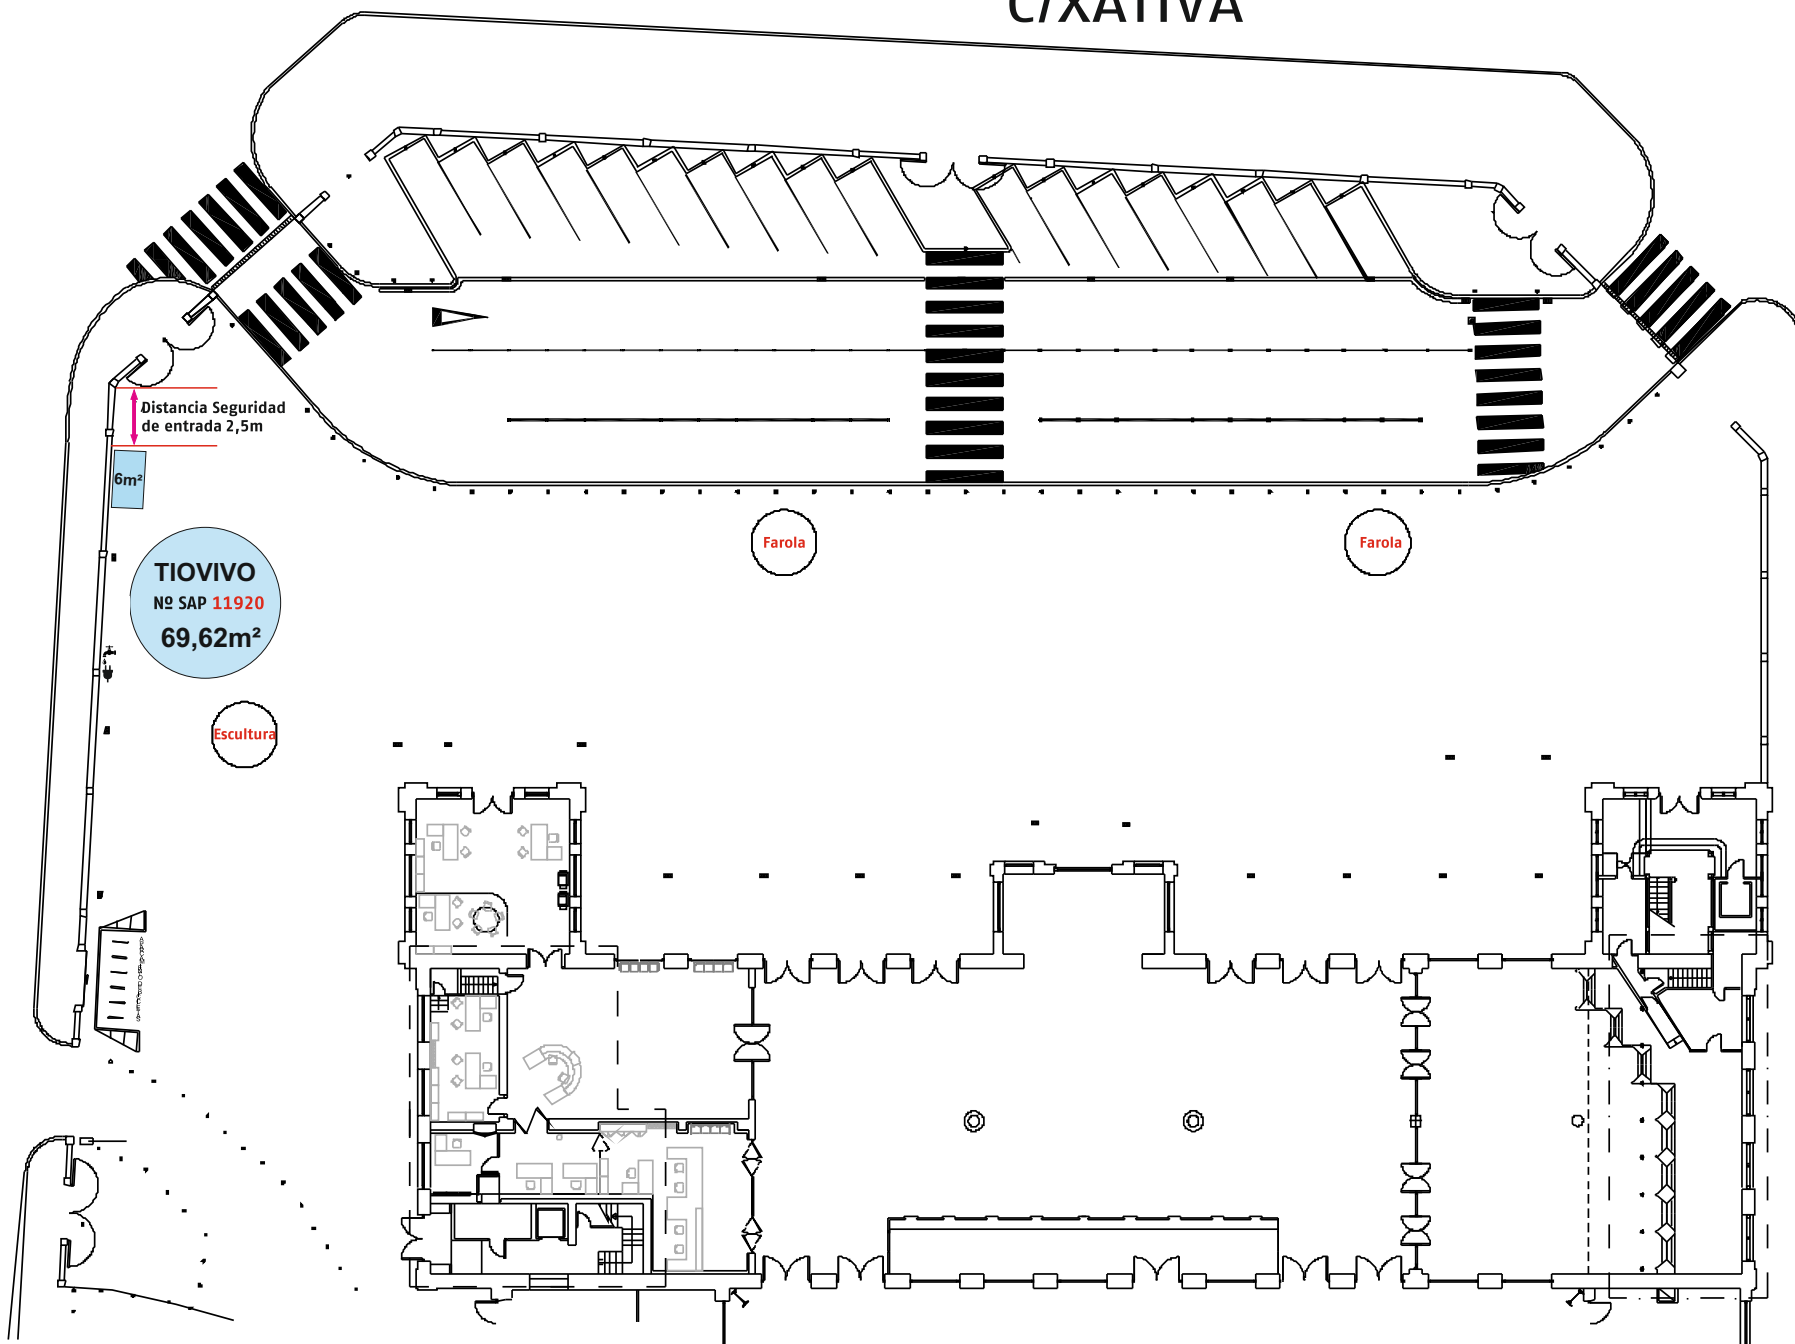 C/XATIVA
Distancia Seguridad
de entrada 2,5m
6m²
TIOVIVO
Nº SAP 11920
69,62m²
Farola
Farola
Escultura